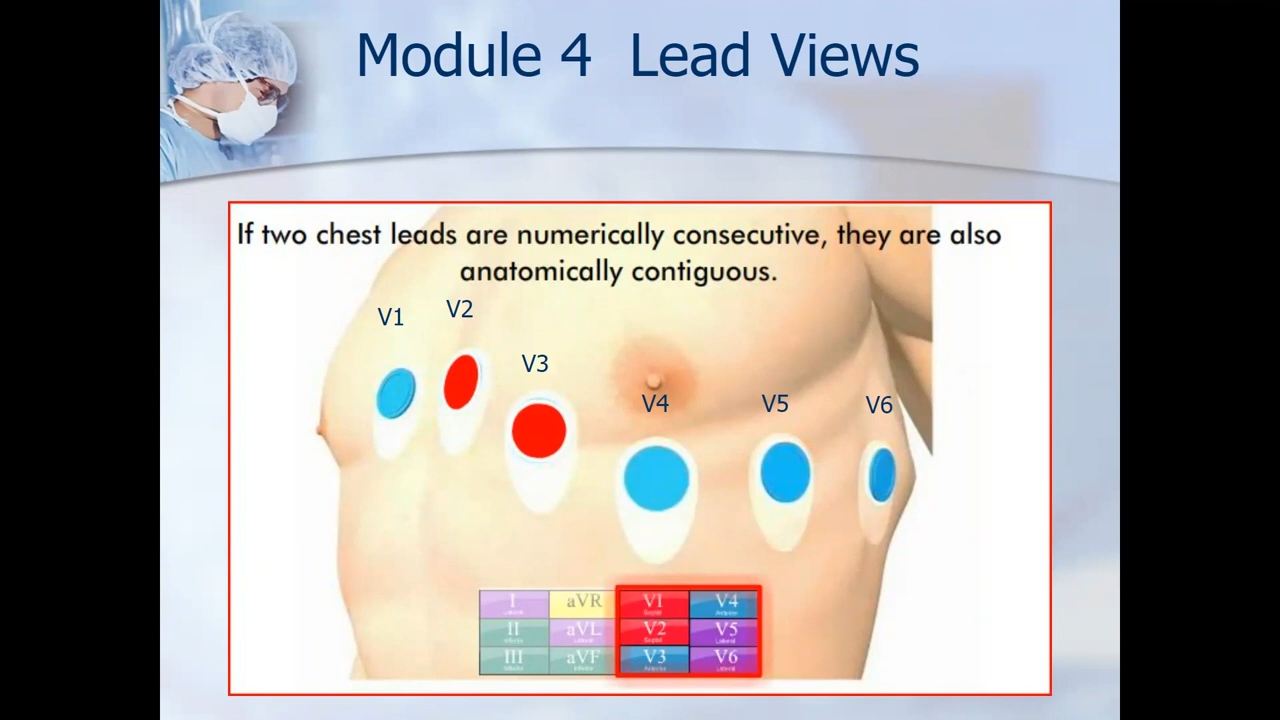 Module 4 Lead Views
If two chest leads are numerically consecutive, they are also
anatomically contiguous.
V1
V2
V3
V4
V5
V6
I aVR V1 V4
Lateral Septal Anterior
II aVL V2 V5
Inferior Lateral Septal Lateral
III aVF V3 V6
Inferior Inferior Anterior Lateral